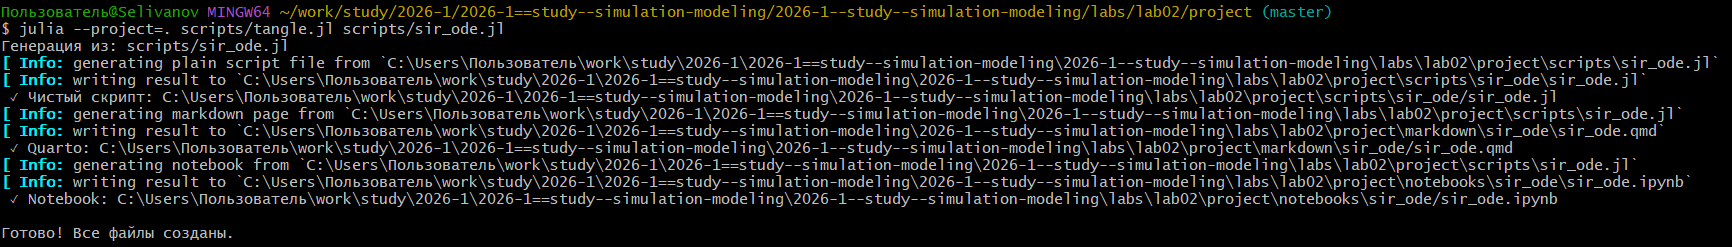 Пользователь@Selivanov MINGW64 ~/work/study/2026-1/2026-1==study--simulation-modeling/2026-1--study--simulation-modeling/labs/lab02/project (master)
$ julia --project=. scripts/tangle.jl scripts/sir_ode.jl
Генерация из: scripts/sir_ode.jl
[ Info: generating plain script file from `C:\Users\Пользователь\work\study\2026-1\2026-1==study--simulation-modeling\2026-1--study--simulation-modeling\labs\lab02\project\scripts\sir_ode.jl`
[ Info: writing result to `C:\Users\Пользователь\work\study\2026-1\2026-1==study--simulation-modeling\2026-1--study--simulation-modeling\labs\lab02\project\scripts\sir_ode\sir_ode.jl`
✓ Чистый скрипт: C:\Users\Пользователь\work\study\2026-1\2026-1==study--simulation-modeling\2026-1--study--simulation-modeling\labs\lab02\project\scripts\sir_ode/sir_ode.jl
[ Info: generating markdown page from `C:\Users\Пользователь\work\study\2026-1\2026-1==study--simulation-modeling\2026-1--study--simulation-modeling\labs\lab02\project\scripts\sir_ode.jl`
[ Info: writing result to `C:\Users\Пользователь\work\study\2026-1\2026-1==study--simulation-modeling\2026-1--study--simulation-modeling\labs\lab02\project\markdown\sir_ode\sir_ode.qmd`
✓ Quarto: C:\Users\Пользователь\work\study\2026-1\2026-1==study--simulation-modeling\2026-1--study--simulation-modeling\labs\lab02\project\markdown\sir_ode/sir_ode.qmd
[ Info: generating notebook from `C:\Users\Пользователь\work\study\2026-1\2026-1==study--simulation-modeling\2026-1--study--simulation-modeling\labs\lab02\project\scripts\sir_ode.jl`
[ Info: writing result to `C:\Users\Пользователь\work\study\2026-1\2026-1==study--simulation-modeling\2026-1--study--simulation-modeling\labs\lab02\project\notebooks\sir_ode\sir_ode.ipynb`
✓ Notebook: C:\Users\Пользователь\work\study\2026-1\2026-1==study--simulation-modeling\2026-1--study--simulation-modeling\labs\lab02\project\notebooks\sir_ode/sir_ode.ipynb
Готово! Все файлы созданы.